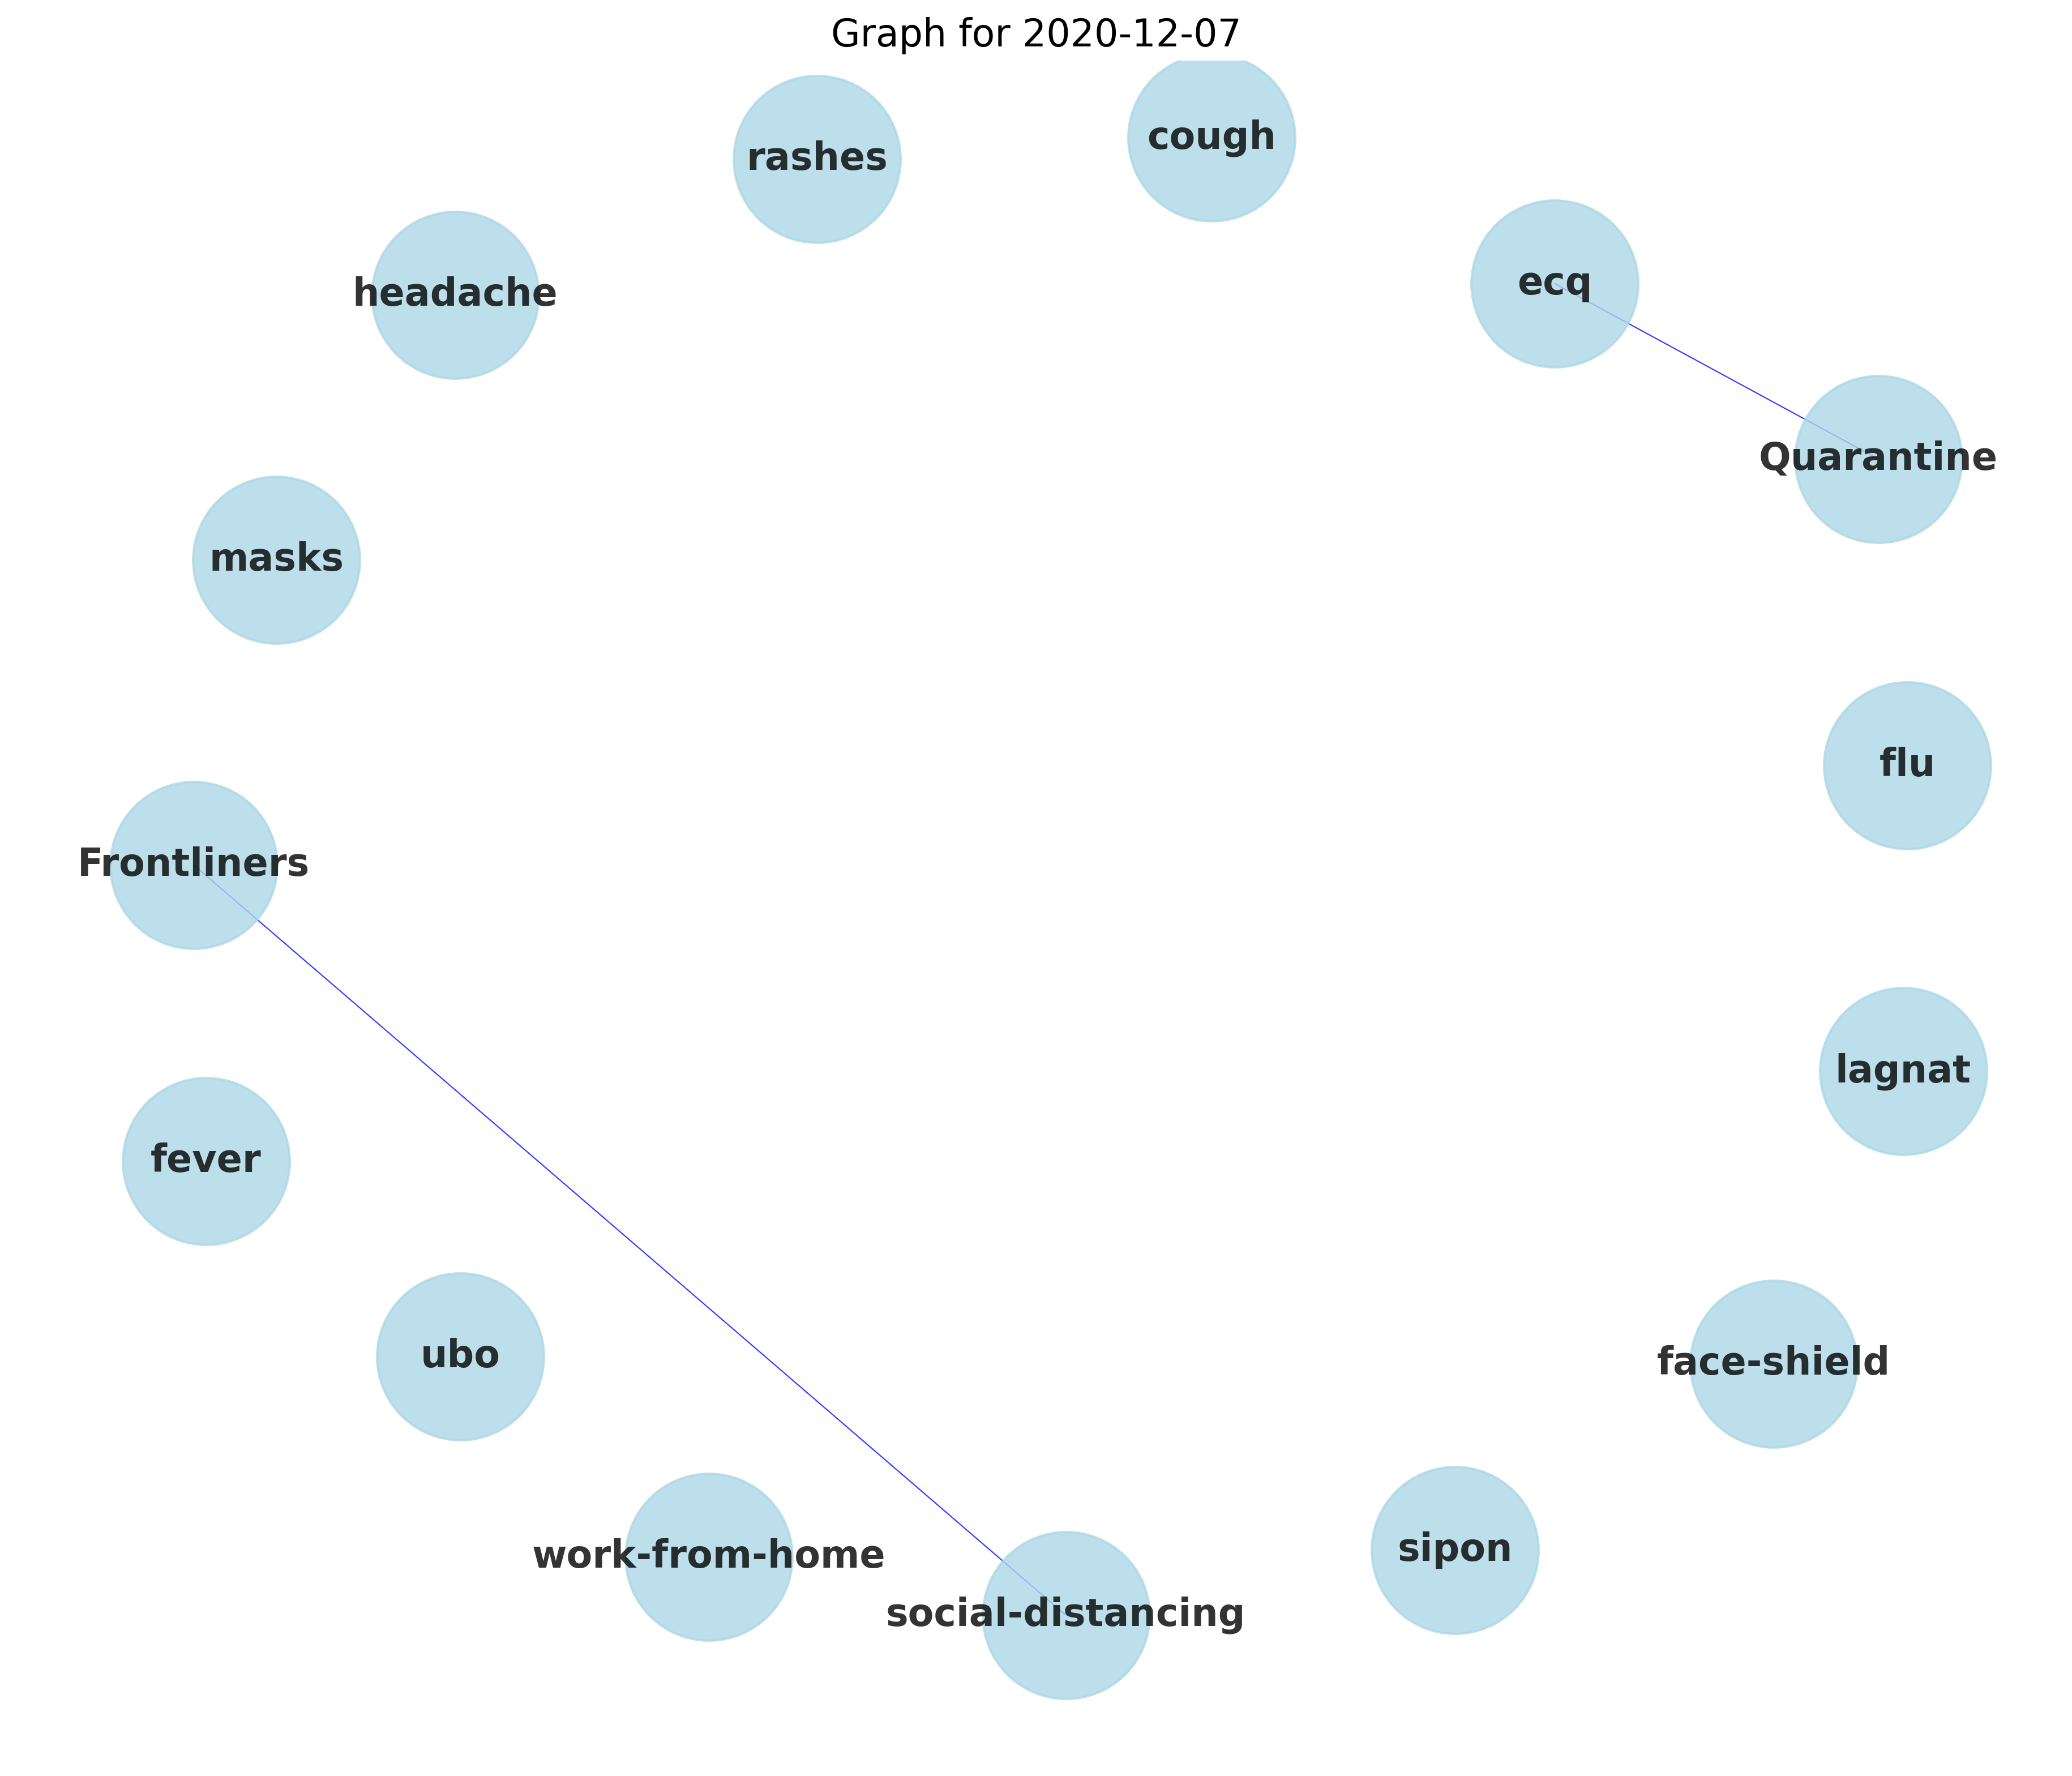 Graph for 2020-12-07
cough
rashes
ecq
headache
Quarantine
masks
flu
Frontliners
lagnat
fever
ubo
face-shield
sipon
work-from-home
social-distancing